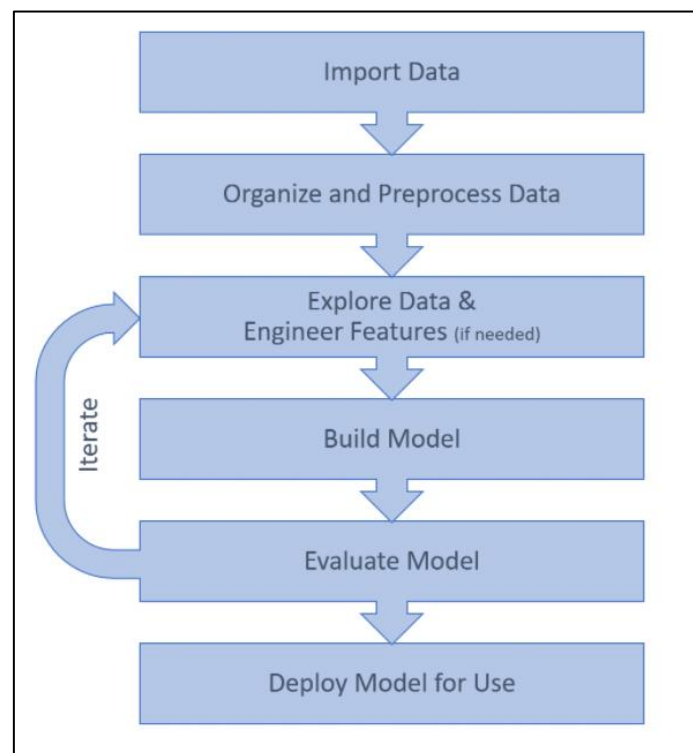 Import Data
Organize and Preprocess Data
Explore Data &
Engineer Features (if needed)
Iterate
Build Model
Evaluate Model
Deploy Model for Use